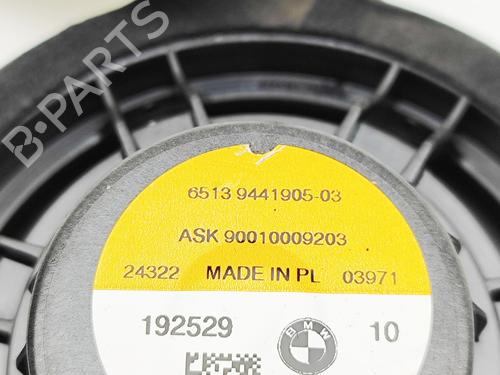 B-PARTS
6513 9441905-03
ASK 90010009203
24322 MADE IN PL 03971
192529 BMW 10